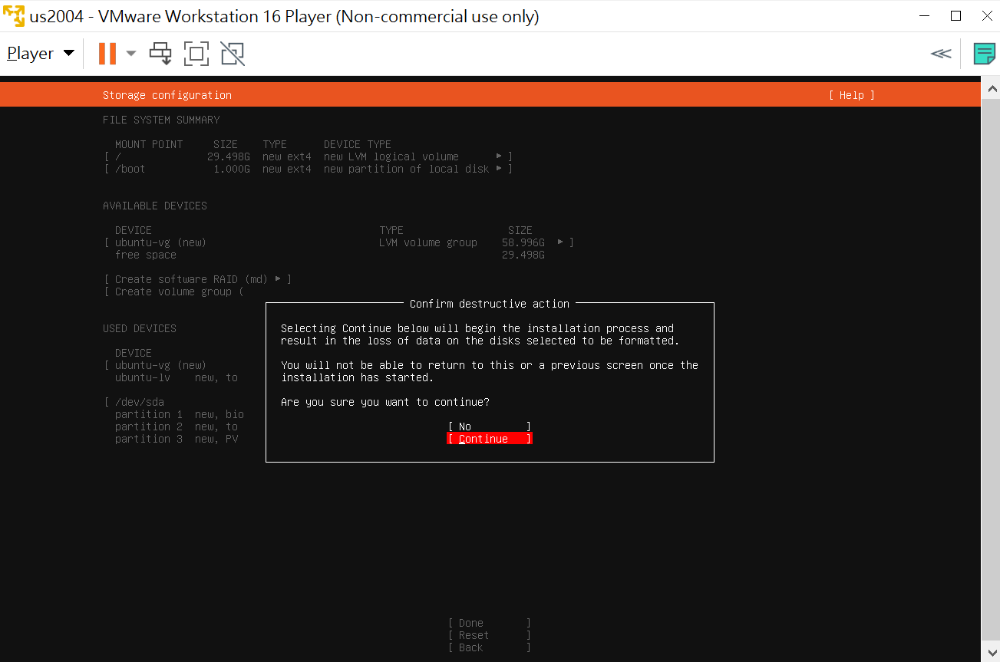 us2004 - VMware Workstation 16 Player (Non-commercial use only)
Player
Storage configuration [ Help ]
FILE SYSTEM SUMMARY
MOUNT POINT SIZE TYPE DEVICE TYPE
[ / 29.498G new ext4 new LVM logical volume ▸ ]
[ /boot 1.000G new ext4 new partition of local disk ▸ ]
AVAILABLE DEVICES
DEVICE TYPE SIZE
[ ubuntu-vg (new) LVM volume group 58.996G ▸ ]
free space 29.498G
[ Create software RAID (md) ▸ ]
[ Create volume group (
USED DEVICES
DEVICE
[ ubuntu-vg (new)
ubuntu-lv new, to
[ /dev/sda
partition 1 new, bio
partition 2 new, to
partition 3 new, PV
Confirm destructive action
Selecting Continue below will begin the installation process and
result in the loss of data on the disks selected to be formatted.
You will not be able to return to this or a previous screen once the
installation has started.
Are you sure you want to continue?
[ No ]
[ Continue ]
[ Done ]
[ Reset ]
[ Back ]